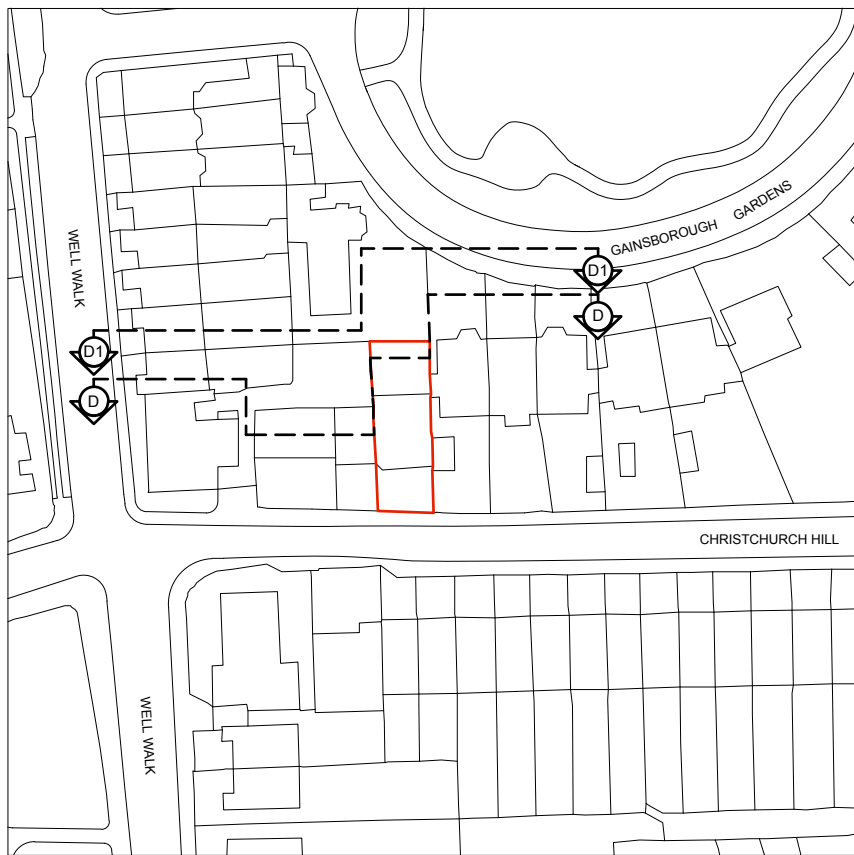 WELL WALK
GAINSBOROUGH GARDENS
D1
D
D1
D
CHRISTCHURCH HILL
WELL WALK